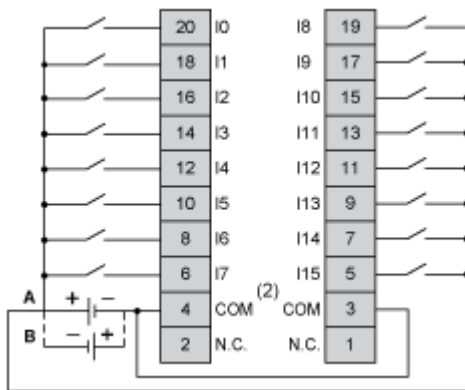 20 I0 I8 19
18 I1 I9 17
16 I2 I10 15
14 I3 I11 13
12 I4 I12 11
10 I5 I13 9
8 I6 I14 7
6 I7 I15 5
(2)
A + − 4 COM COM 3
B − + 2 N.C. N.C. 1